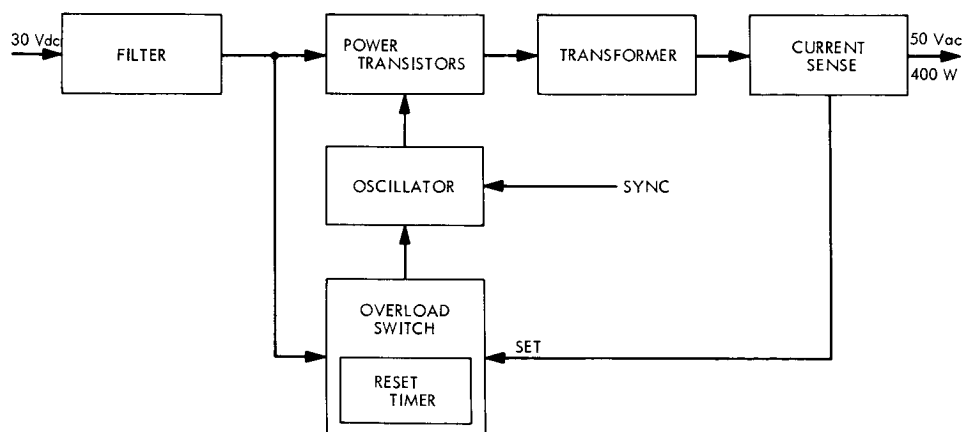 30 Vdc
FILTER
POWER
TRANSISTORS
TRANSFORMER
CURRENT
SENSE
50 Vac
400 W
OSCILLATOR
SYNC
OVERLOAD
SWITCH
SET
RESET
TIMER